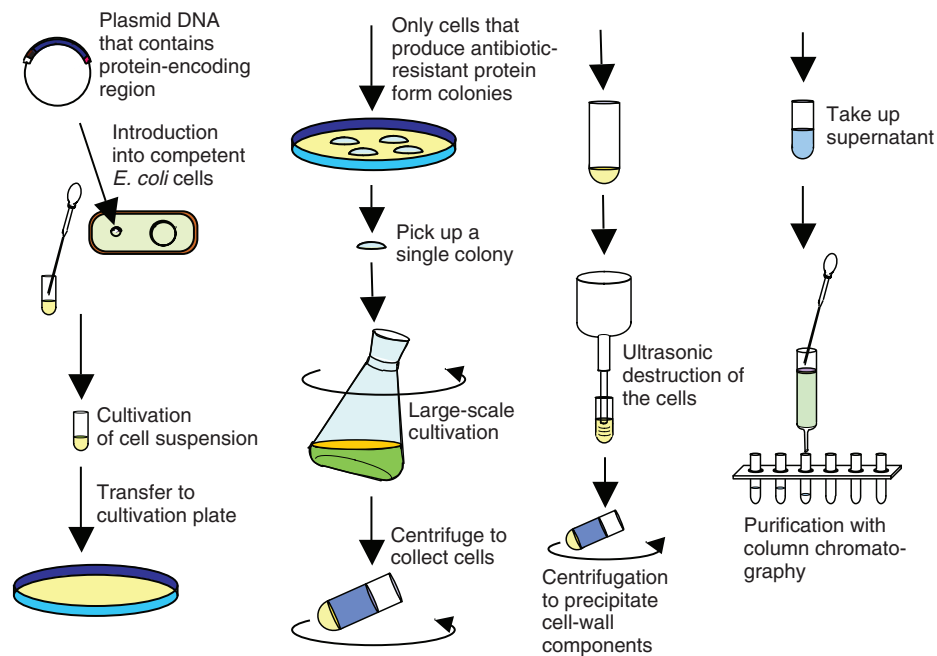 Plasmid DNA
that contains
protein-encoding
region
Introduction
into competent
E. coli cells
Cultivation
of cell suspension
Transfer to
cultivation plate
Only cells that
produce antibiotic-
resistant protein
form colonies
Pick up a
single colony
Large-scale
cultivation
Centrifuge to
collect cells
Ultrasonic
destruction of
the cells
Centrifugation
to precipitate
cell-wall
components
Take up
supernatant
Purification with
column chromato-
graphy